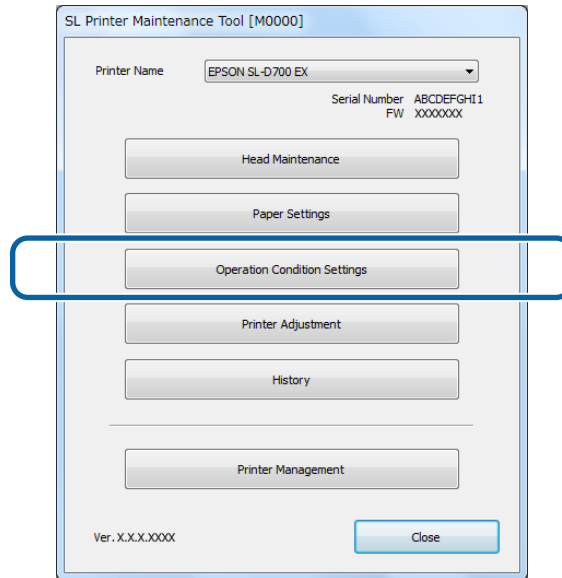 SL Printer Maintenance Tool [M0000]
Printer Name EPSON SL-D700 EX
Serial Number ABCDEFGHI1
FW XXXXXXX
Head Maintenance
Paper Settings
Operation Condition Settings
Printer Adjustment
History
Printer Management
Ver.X.X.X.XXXX Close